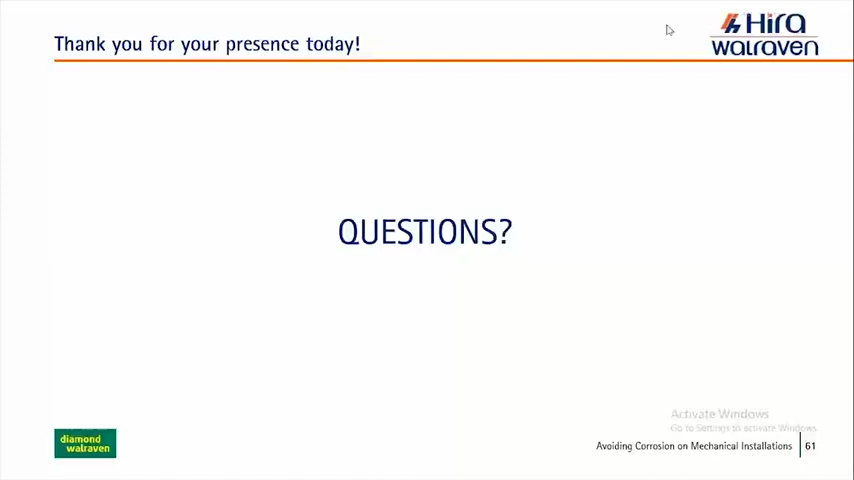 Thank you for your presence today!
Hira
walraven
QUESTIONS?
Activate Windows
Go to Settings to activate Windows.
diamond
walraven
Avoiding Corrosion on Mechanical Installations 61